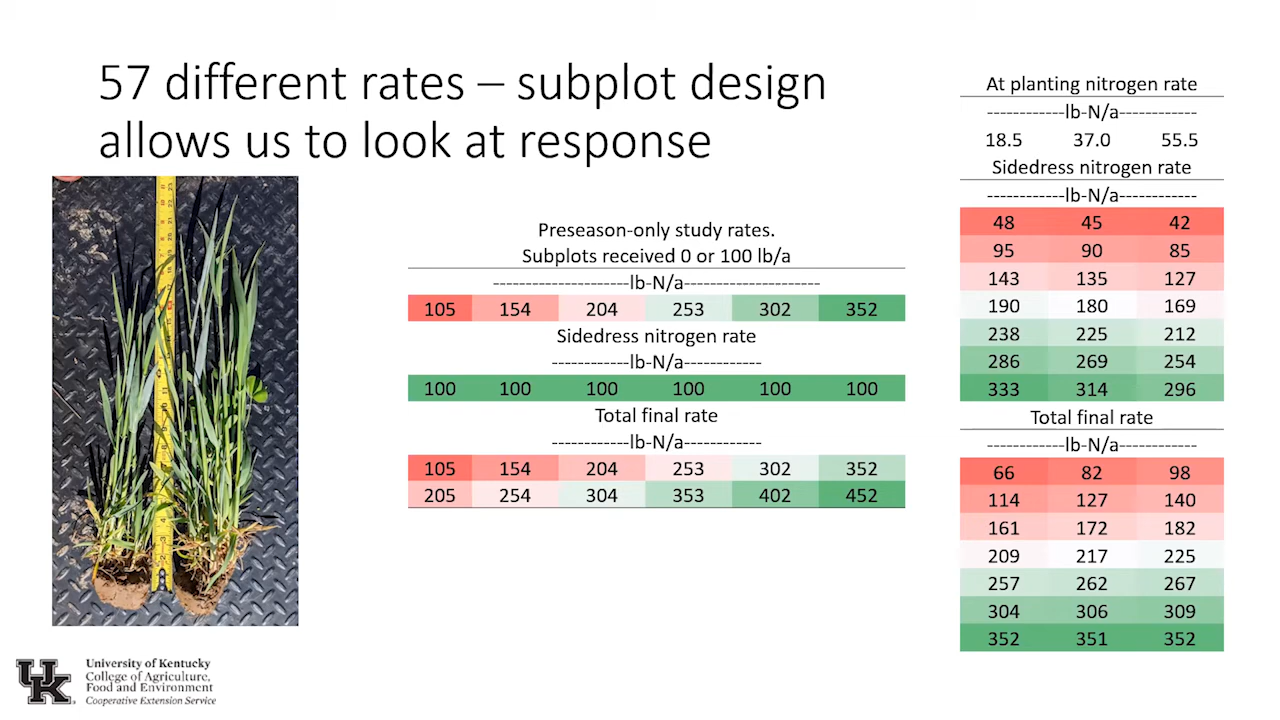 57 different rates – subplot design
allows us to look at response
Preseason-only study rates.
Subplots received 0 or 100 lb/a
---------------------lb-N/a---------------------
105 154 204 253 302 352
Sidedress nitrogen rate
------------lb-N/a------------
100 100 100 100 100 100
Total final rate
------------lb-N/a------------
105 154 204 253 302 352
205 254 304 353 402 452
At planting nitrogen rate
------------lb-N/a------------
18.5 37.0 55.5
Sidedress nitrogen rate
------------lb-N/a------------
48 45 42
95 90 85
143 135 127
190 180 169
238 225 212
286 269 254
333 314 296
Total final rate
------------lb-N/a------------
66 82 98
114 127 140
161 172 182
209 217 225
257 262 267
304 306 309
352 351 352
UK
University of Kentucky
College of Agriculture,
Food and Environment
Cooperative Extension Service